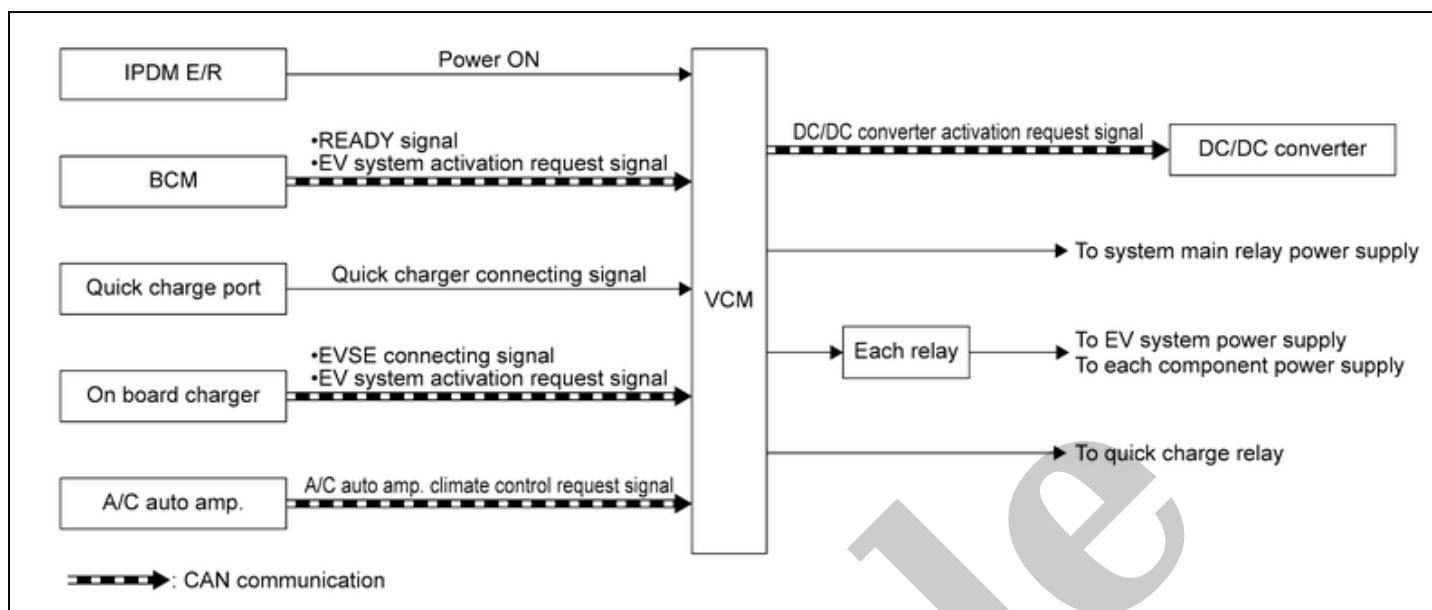 IPDM E/R
Power ON
BCM
•READY signal
•EV system activation request signal
Quick charge port
Quick charger connecting signal
On board charger
•EVSE connecting signal
•EV system activation request signal
A/C auto amp.
A/C auto amp. climate control request signal
VCM
DC/DC converter activation request signal
DC/DC converter
To system main relay power supply
Each relay
To EV system power supply
To each component power supply
To quick charge relay
: CAN communication
le